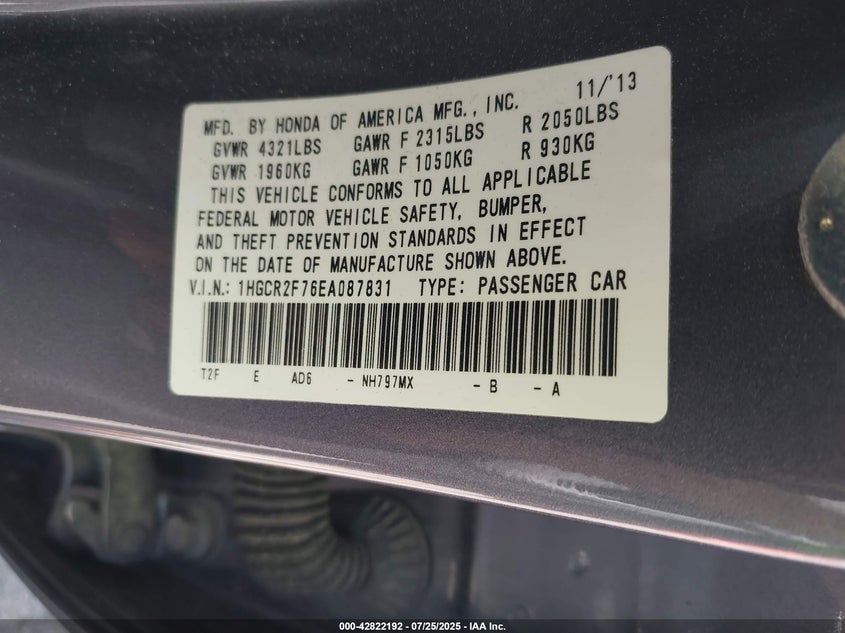 MFD. BY HONDA OF AMERICA MFG., INC. 11/'13
GVWR 4321LBS GAWR F 2315LBS R 2050LBS
GVWR 1960KG GAWR F 1050KG R 930KG
THIS VEHICLE CONFORMS TO ALL APPLICABLE
FEDERAL MOTOR VEHICLE SAFETY, BUMPER,
AND THEFT PREVENTION STANDARDS IN EFFECT
ON THE DATE OF MANUFACTURE SHOWN ABOVE.
V.I.N.: 1HGCR2F76EA087831 TYPE: PASSENGER CAR
T2F E AD6 - NH797MX - B - A
000-42822192 - 07/25/2025 - IAA Inc.